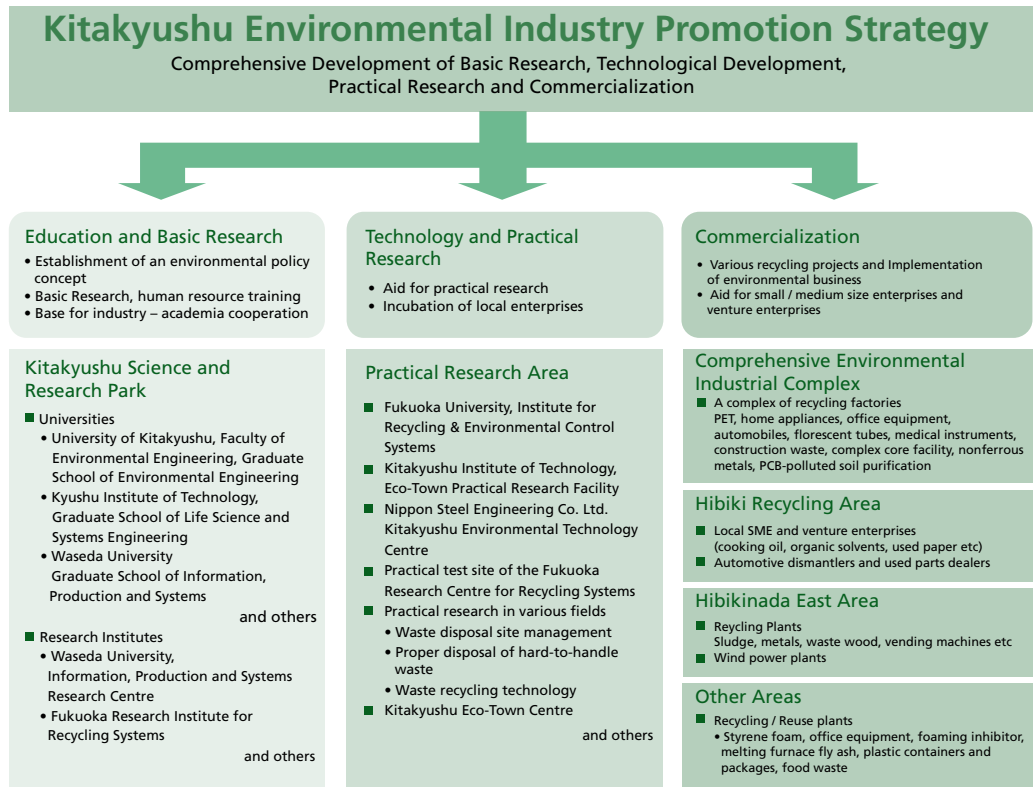 Kitakyushu Environmental Industry Promotion Strategy
Comprehensive Development of Basic Research, Technological Development,
Practical Research and Commercialization
Education and Basic Research
• Establishment of an environmental policy
concept
• Basic Research, human resource training
• Base for industry – academia cooperation
Technology and Practical
Research
• Aid for practical research
• Incubation of local enterprises
Commercialization
• Various recycling projects and Implementation
of environmental business
• Aid for small / medium size enterprises and
venture enterprises
Kitakyushu Science and
Research Park
■ Universities
• University of Kitakyushu, Faculty of
Environmental Engineering, Graduate
School of Environmental Engineering
• Kyushu Institute of Technology,
Graduate School of Life Science and
Systems Engineering
• Waseda University
Graduate School of Information,
Production and Systems
and others
■ Research Institutes
• Waseda University,
Information, Production and Systems
Research Centre
• Fukuoka Research Institute for
Recycling Systems
and others
Practical Research Area
■ Fukuoka University, Institute for
Recycling & Environmental Control
Systems
■ Kitakyushu Institute of Technology,
Eco-Town Practical Research Facility
■ Nippon Steel Engineering Co. Ltd.
Kitakyushu Environmental Technology
Centre
■ Practical test site of the Fukuoka
Research Centre for Recycling Systems
■ Practical research in various fields
• Waste disposal site management
• Proper disposal of hard-to-handle
waste
• Waste recycling technology
■ Kitakyushu Eco-Town Centre
and others
Comprehensive Environmental
Industrial Complex
■ A complex of recycling factories
PET, home appliances, office equipment,
automobiles, florescent tubes, medical instruments,
construction waste, complex core facility, nonferrous
metals, PCB-polluted soil purification
Hibiki Recycling Area
■ Local SME and venture enterprises
(cooking oil, organic solvents, used paper etc)
■ Automotive dismantlers and used parts dealers
Hibikinada East Area
■ Reycling Plants
Sludge, metals, waste wood, vending machines etc
■ Wind power plants
Other Areas
■ Recycling / Reuse plants
• Styrene foam, office equipment, foaming inhibitor,
melting furnace fly ash, plastic containers and
packages, food waste